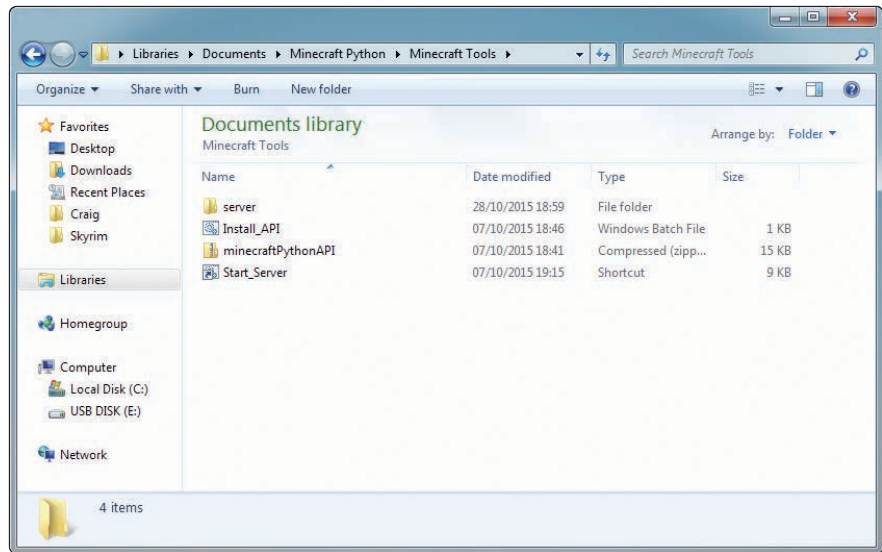 Libraries Documents Minecraft Python Minecraft Tools Search Minecraft Tools
Organize Share with Burn New folder
Favorites
Desktop
Downloads
Recent Places
Craig
Skyrim
Libraries
Homegroup
Computer
Local Disk (C:)
USB DISK (E:)
Network
Documents library
Minecraft Tools
Arrange by: Folder
Name Date modified Type Size
server 28/10/2015 18:59 File folder
Install_API 07/10/2015 18:46 Windows Batch File 1 KB
minecraftPythonAPI 07/10/2015 18:41 Compressed (zipp... 15 KB
Start_Server 07/10/2015 19:15 Shortcut 9 KB
4 items